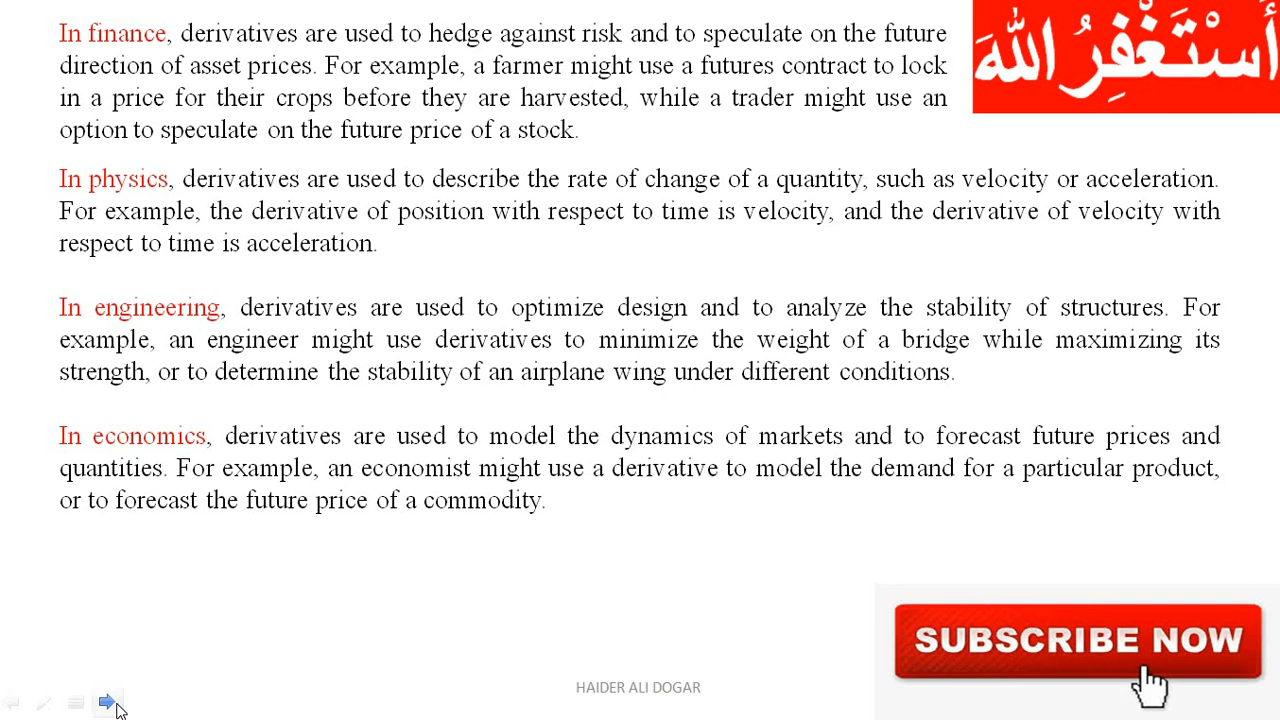 In finance, derivatives are used to hedge against risk and to speculate on the future
direction of asset prices. For example, a farmer might use a futures contract to lock
in a price for their crops before they are harvested, while a trader might use an
option to speculate on the future price of a stock.
أَسْتَغْفِرُ اللهَ
In physics, derivatives are used to describe the rate of change of a quantity, such as velocity or acceleration.
For example, the derivative of position with respect to time is velocity, and the derivative of velocity with
respect to time is acceleration.
In engineering, derivatives are used to optimize design and to analyze the stability of structures. For
example, an engineer might use derivatives to minimize the weight of a bridge while maximizing its
strength, or to determine the stability of an airplane wing under different conditions.
In economics, derivatives are used to model the dynamics of markets and to forecast future prices and
quantities. For example, an economist might use a derivative to model the demand for a particular product,
or to forecast the future price of a commodity.
SUBSCRIBE NOW
HAIDER ALI DOGAR